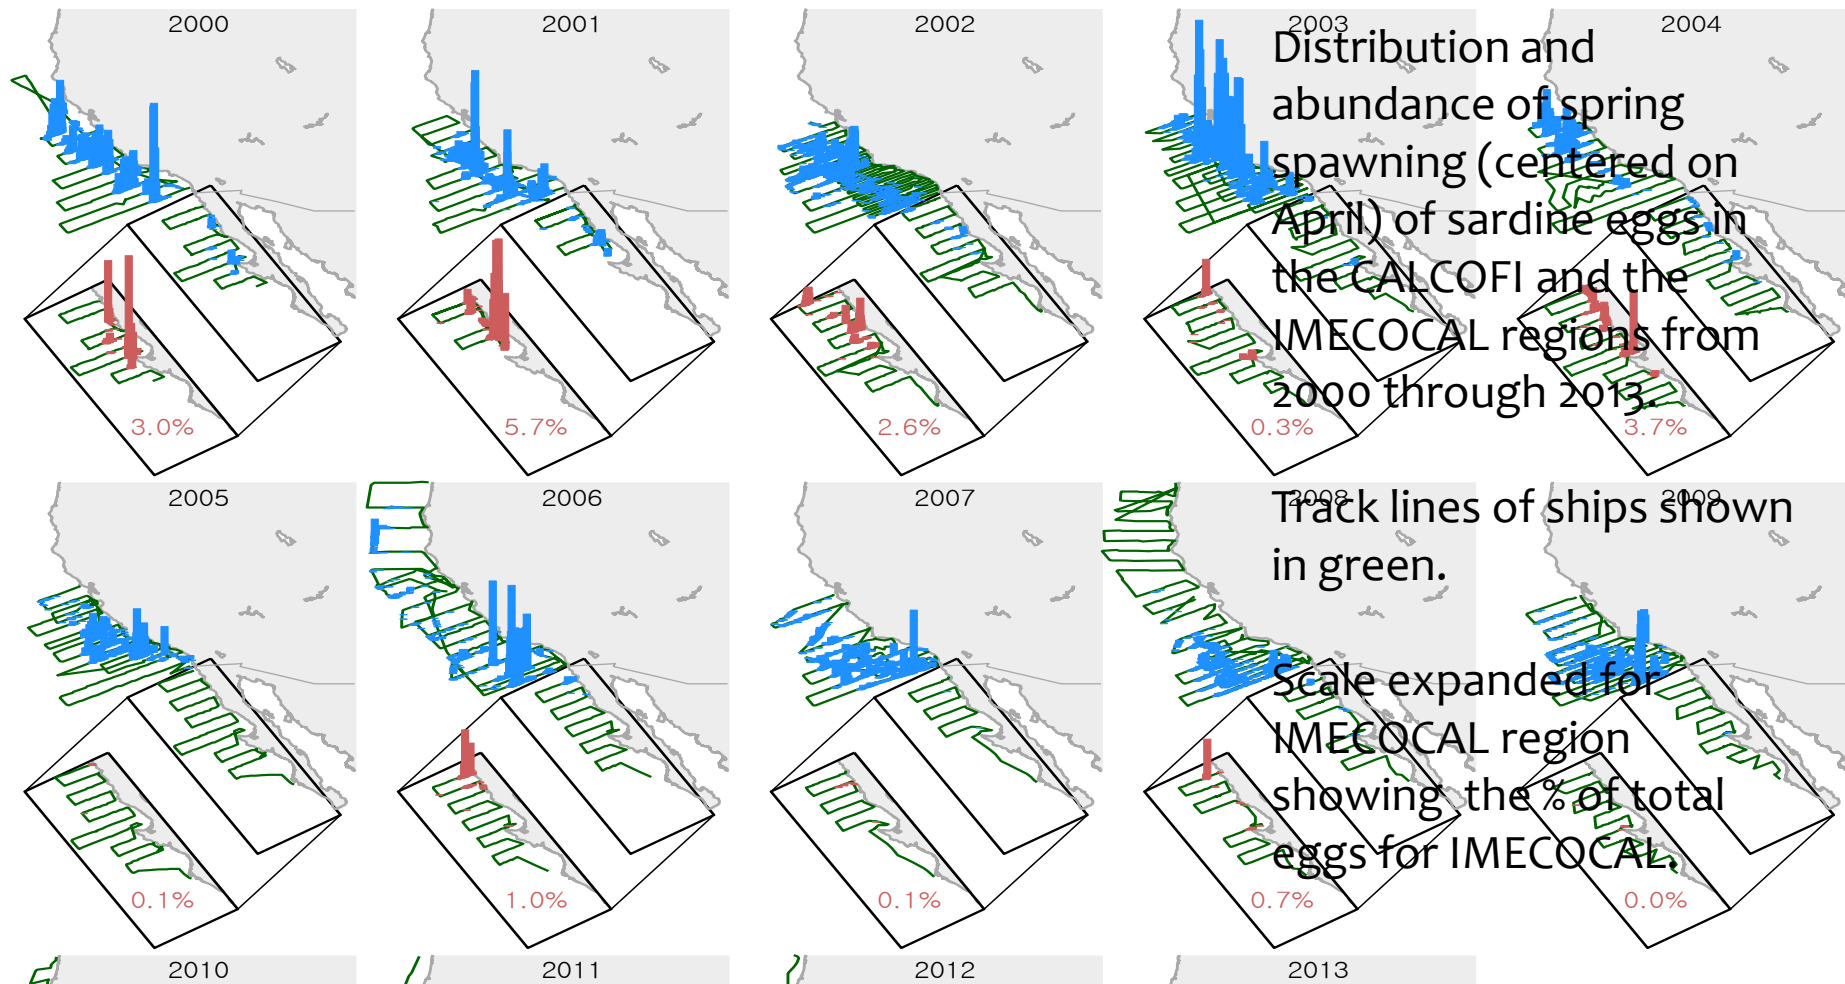 2000
2001
2002
2003
2004
Distribution and
abundance of spring
spawning (centered on
April) of sardine eggs in
the CALCOFI and the
IMECOCAL regions from
2000 through 2013.
3.0%
5.7%
2.6%
0.3%
3.7%
2005
2006
2007
2008
2009
Track lines of ships shown
in green.
Scale expanded for
IMECOCAL region
showing the % of total
eggs for IMECOCAL.
0.1%
1.0%
0.1%
0.7%
0.0%
2010
2011
2012
2013